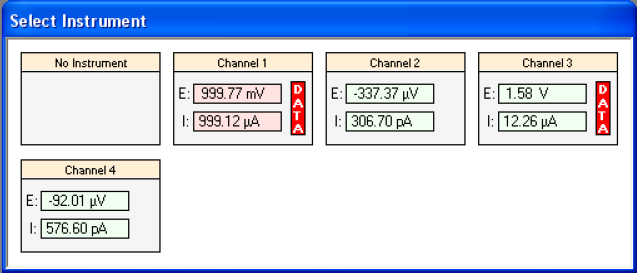 Select Instrument
No Instrument
Channel 1
E: 999.77 mV
I: 999.12 µA
DATA
Channel 2
E: -337.37 µV
I: 306.70 pA
Channel 3
E: 1.58 V
I: 12.26 µA
DATA
Channel 4
E: -92.01 µV
I: 576.60 pA